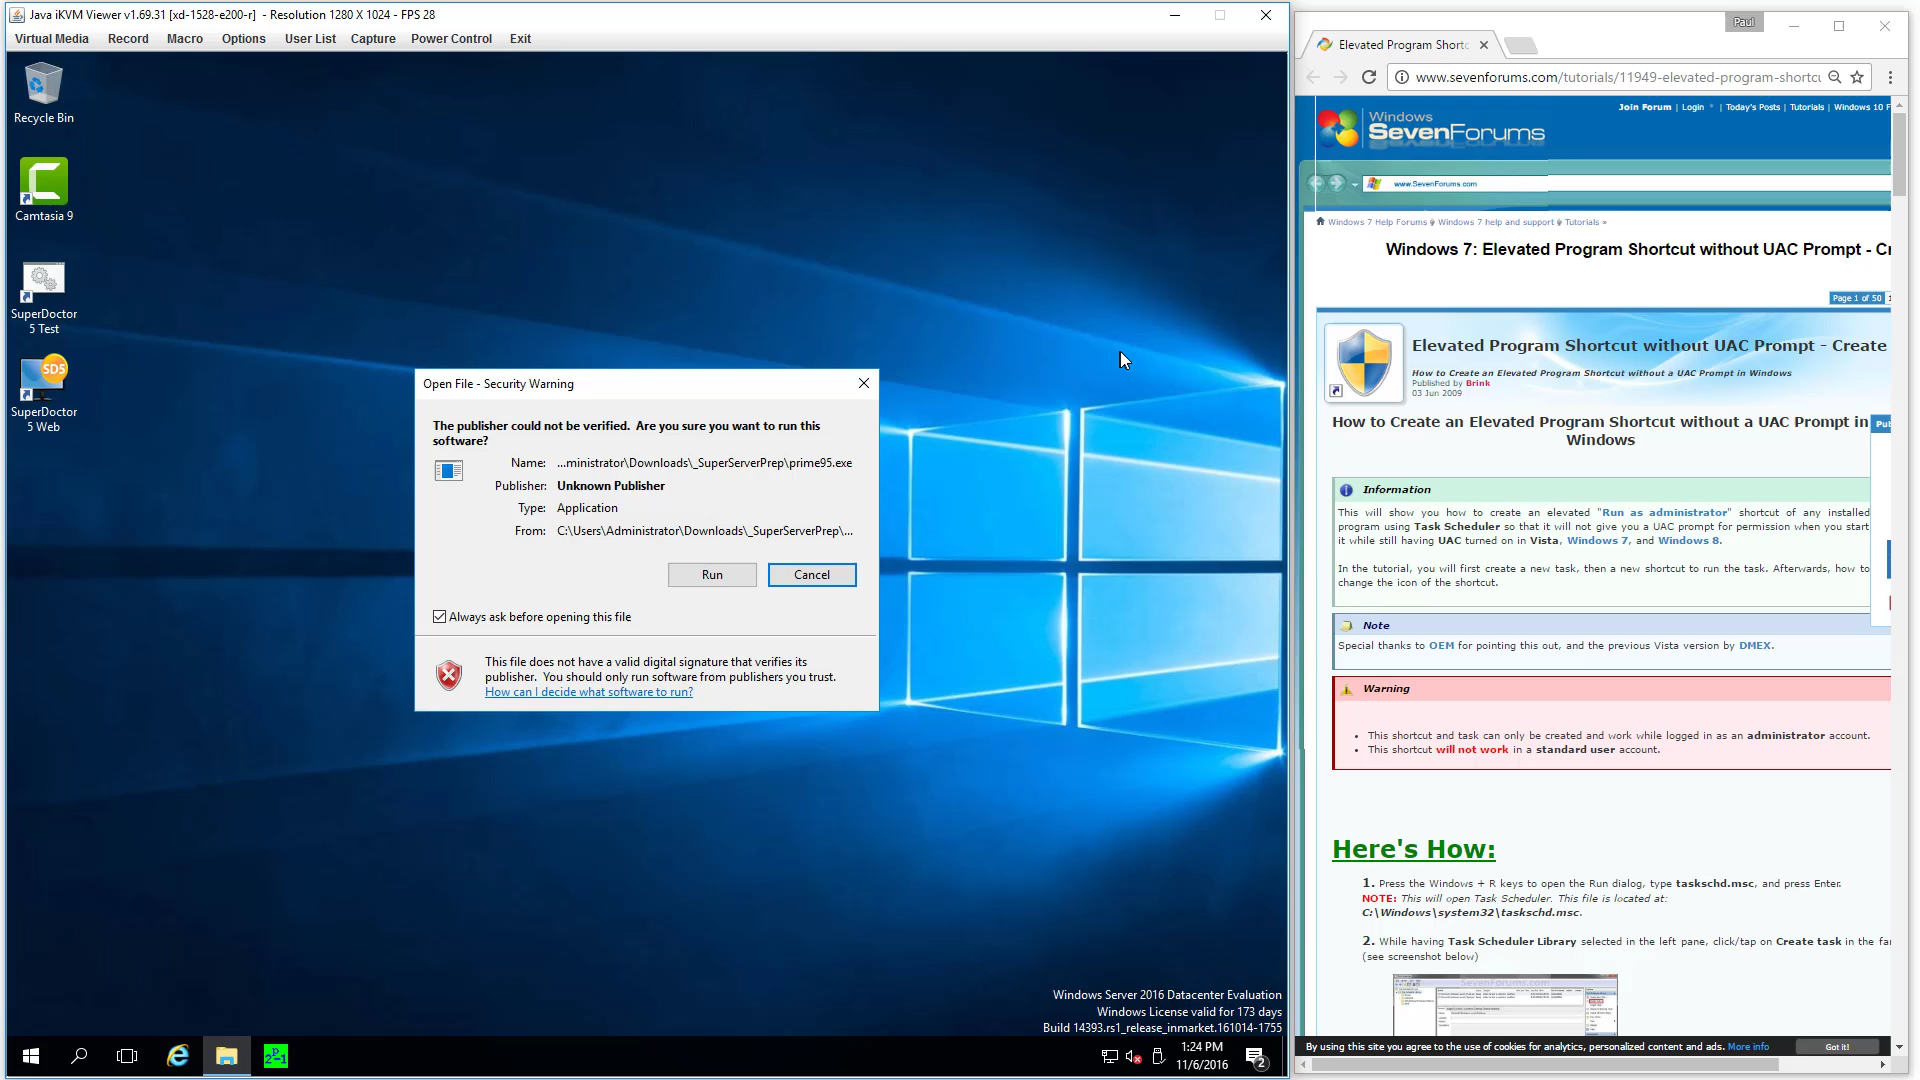 Java iKVM Viewer v1.69.31 [xd-1528-e200-r] - Resolution 1280 X 1024 - FPS 28
Virtual Media Record Macro Options User List Capture Power Control Exit
Recycle Bin
Camtasia 9
SuperDoctor
5 Test
SD5
SuperDoctor
5 Web
Open File - Security Warning
The publisher could not be verified. Are you sure you want to run this
software?
Name: ...ministrator\Downloads\_SuperServerPrep\prime95.exe
Publisher: Unknown Publisher
Type: Application
From: C:\Users\Administrator\Downloads\_SuperServerPrep\...
Run Cancel
Always ask before opening this file
This file does not have a valid digital signature that verifies its
publisher. You should only run software from publishers you trust.
How can I decide what software to run?
Windows Server 2016 Datacenter Evaluation
Windows License valid for 173 days
Build 14393.rs1_release_inmarket.161014-1755
1:24 PM
11/6/2016
2
Paul
Elevated Program Shortc
www.sevenforums.com/tutorials/11949-elevated-program-shortcu
Join Forum | Login | Today's Posts | Tutorials | Windows 10 F
Windows
SevenForums
www.SevenForums.com
Windows 7 Help Forums Windows 7 help and support Tutorials »
Windows 7: Elevated Program Shortcut without UAC Prompt - Cr
Page 1 of 50 1
Elevated Program Shortcut without UAC Prompt - Create
How to Create an Elevated Program Shortcut without a UAC Prompt in Windows
Published by Brink
03 Jun 2009
How to Create an Elevated Program Shortcut without a UAC Prompt in
Windows
Pul
Information
This will show you how to create an elevated "Run as administrator" shortcut of any installed
program using Task Scheduler so that it will not give you a UAC prompt for permission when you start
it while still having UAC turned on in Vista, Windows 7, and Windows 8.
In the tutorial, you will first create a new task, then a new shortcut to run the task. Afterwards, how to
change the icon of the shortcut.
Note
Special thanks to OEM for pointing this out, and the previous Vista version by DMEX.
Warning
• This shortcut and task can only be created and work while logged in as an administrator account.
• This shortcut will not work in a standard user account.
Here's How:
1. Press the Windows + R keys to open the Run dialog, type taskschd.msc, and press Enter.
NOTE: This will open Task Scheduler. This file is located at:
C:\Windows\system32\taskschd.msc.
2. While having Task Scheduler Library selected in the left pane, click/tap on Create task in the fa
(see screenshot below)
SevenForums.com
By using this site you agree to the use of cookies for analytics, personalized content and ads. More info Got it!